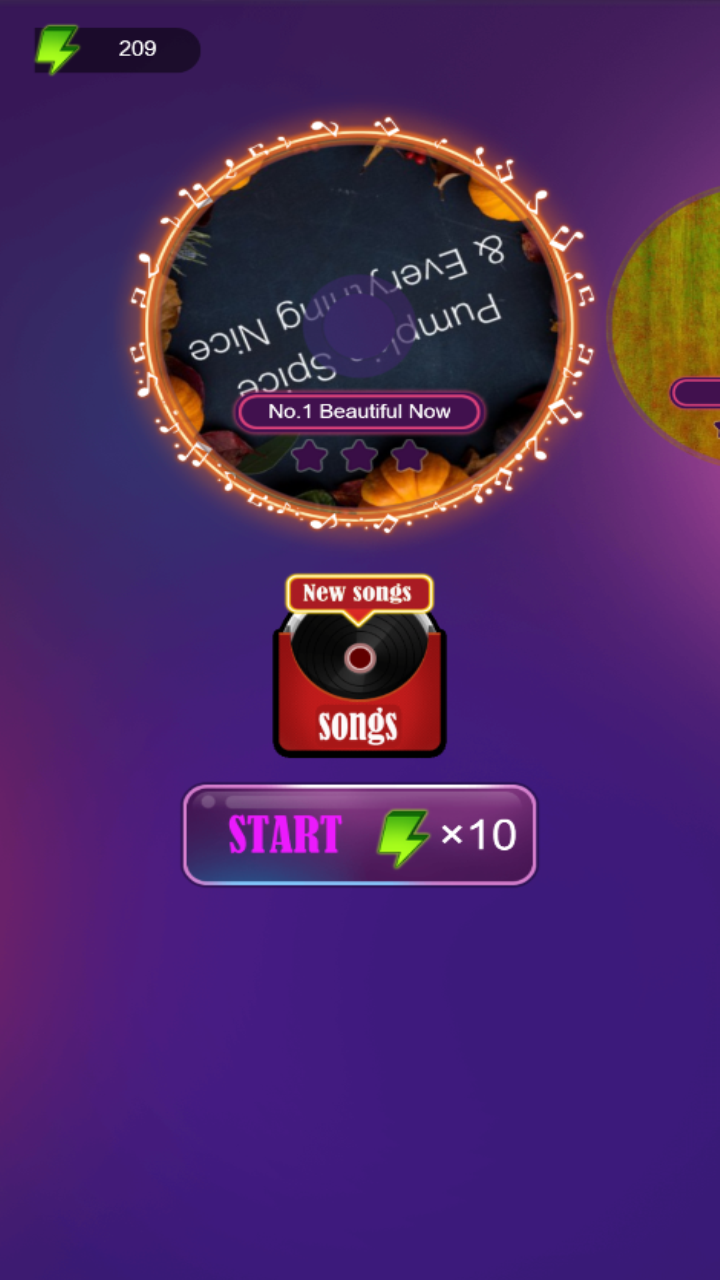 209
& Everything Nice
Pumpkin Spice
No.1 Beautiful Now
New songs
songs
START ×10